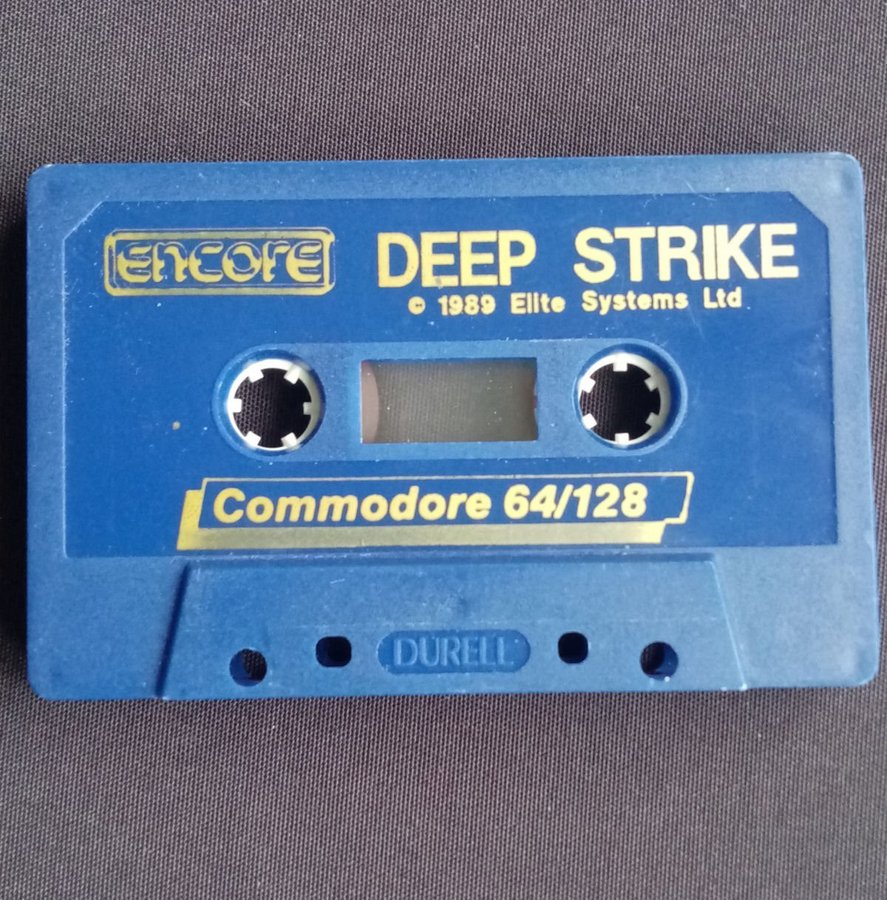 encore
DEEP STRIKE
© 1989 Elite Systems Ltd
Commodore 64/128
DURELL